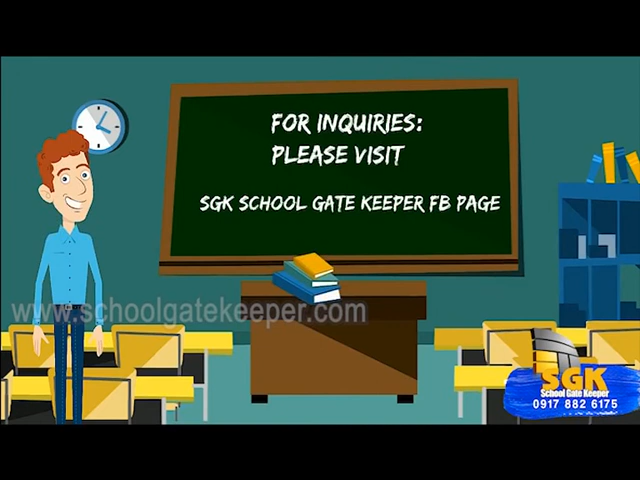 FOR INQUIRIES:
PLEASE VISIT
SGK SCHOOL GATE KEEPER FB PAGE
www.schoolgatekeeper.com
SGK
School Gate Keeper
0917 882 6175